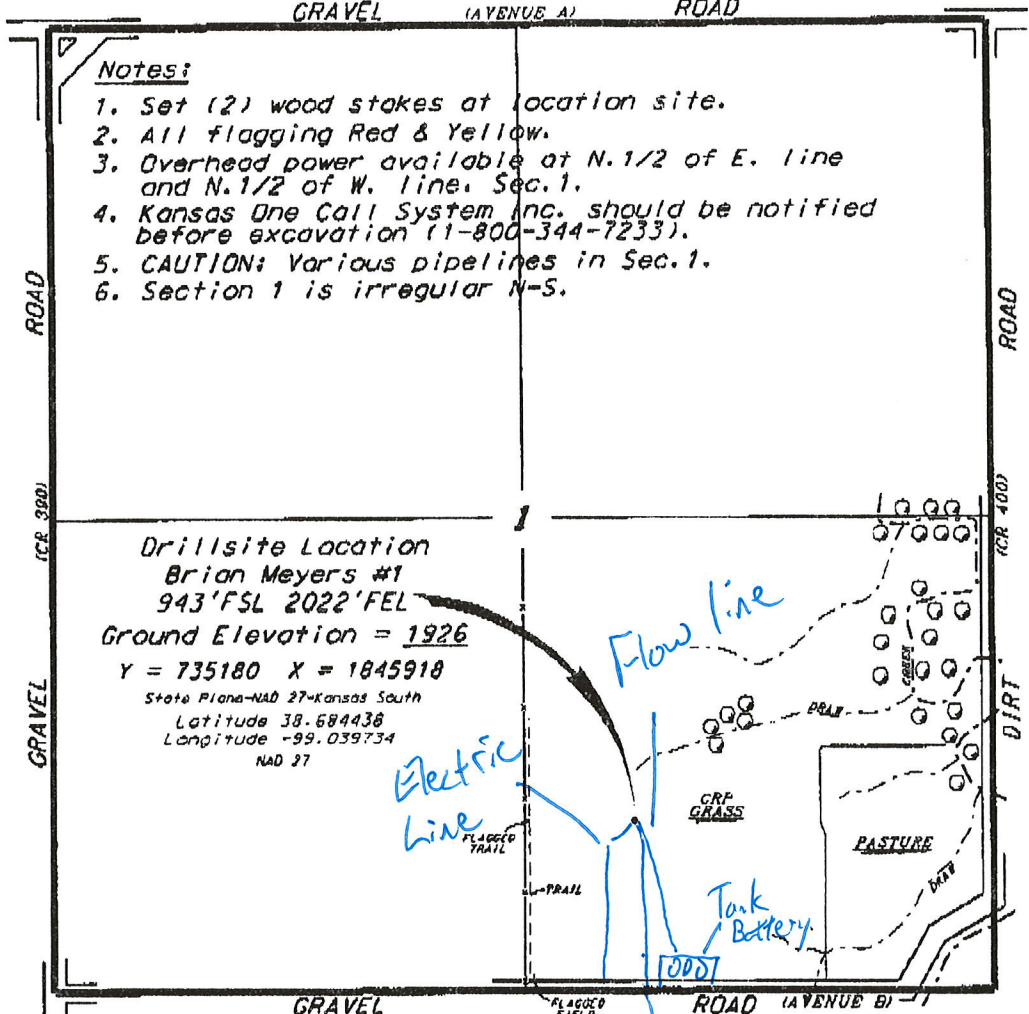 GRAVEL (AVENUE A) ROAD
Notes:
1. Set (2) wood stakes at location site.
2. All flagging Red & Yellow.
3. Overhead power available at N.1/2 of E. line
and N.1/2 of W. line. Sec.1.
4. Kansas One Call System Inc. should be notified
before excavation (1-800-344-7233).
5. CAUTION: Various pipelines in Sec.1.
6. Section 1 is irregular N-S.
ROAD
ROAD
(CR 390)
(CR 400)
1
Drillsite Location
Brian Meyers #1
943'FSL 2022'FEL
Ground Elevation = 1926
Y = 735180 X = 1845918
State Plane-NAD 27-Kansas South
Latitude 38.684438
Longitude -99.039734
NAD 27
Flow line
CREEK
DRAW
GRAVEL
DIRT
Electric
Line
FLAGGED
TRAIL
CRP
GRASS
PASTURE
DRAW
TRAIL
Tank
Battery
GRAVEL
FLAGGED
FIELD
ROAD (AVENUE B)